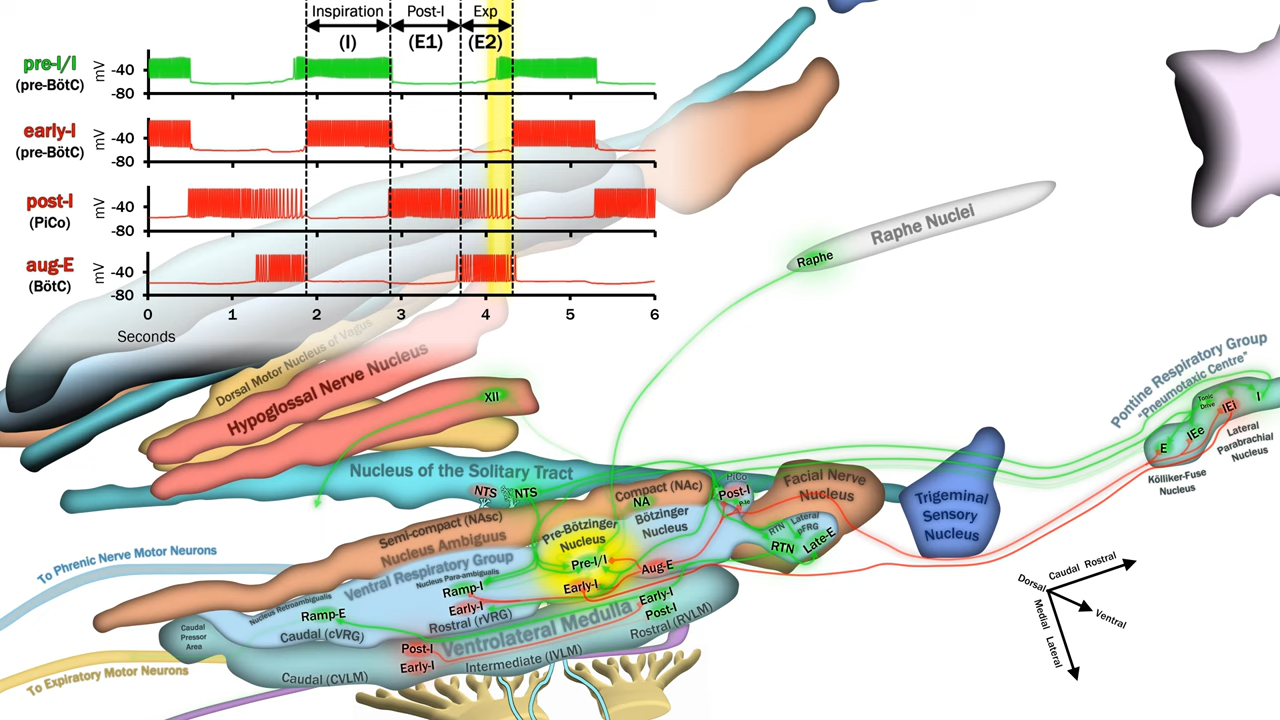 Inspiration
Post-I
Exp
(I)
(E1)
(E2)
pre-I/I
(pre-BötC)
mV
-40
-80
early-I
(pre-BötC)
mV
-40
-80
post-I
(PiCo)
mV
-40
-80
aug-E
(BötC)
mV
-40
-80
0 1 2 3 4 5 6
Seconds
Raphe Nuclei
Raphe
Dorsal Motor Nucleus of Vagus
Hypoglossal Nerve Nucleus
XII
Pontine Respiratory Group
"Pneumotaxic Centre"
Tonic
Drive
I
IEi
IEe
E
Lateral
Parabrachial
Nucleus
Kölliker-Fuse
Nucleus
Nucleus of the Solitary Tract
NTS
NTS
Compact (NAc)
NA
PiCo
Post-I
Facial Nerve
Nucleus
Trigeminal
Sensory
Nucleus
Semi-compact (NAsc)
Nucleus Ambiguus
Pre-Bötzinger
Nucleus
Bötzinger
Nucleus
RTN
Lateral
pFRG
RTN
Late-E
Pre-I/I
Aug-E
Early-I
To Phrenic Nerve Motor Neurons
Ventral Respiratory Group
Nucleus Para-ambigualis
Ramp-I
Early-I
Rostral (rVRG)
Nucleus Retroambigualis
Ramp-E
Caudal (cVRG)
Caudal
Pressor
Area
Early-I
Post-I
Ventrolateral Medulla
Rostral (RVLM)
Post-I
Early-I
Intermediate (IVLM)
Caudal (CVLM)
To Expiratory Motor Neurons
Caudal Rostral
Dorsal
Ventral
Medial Lateral